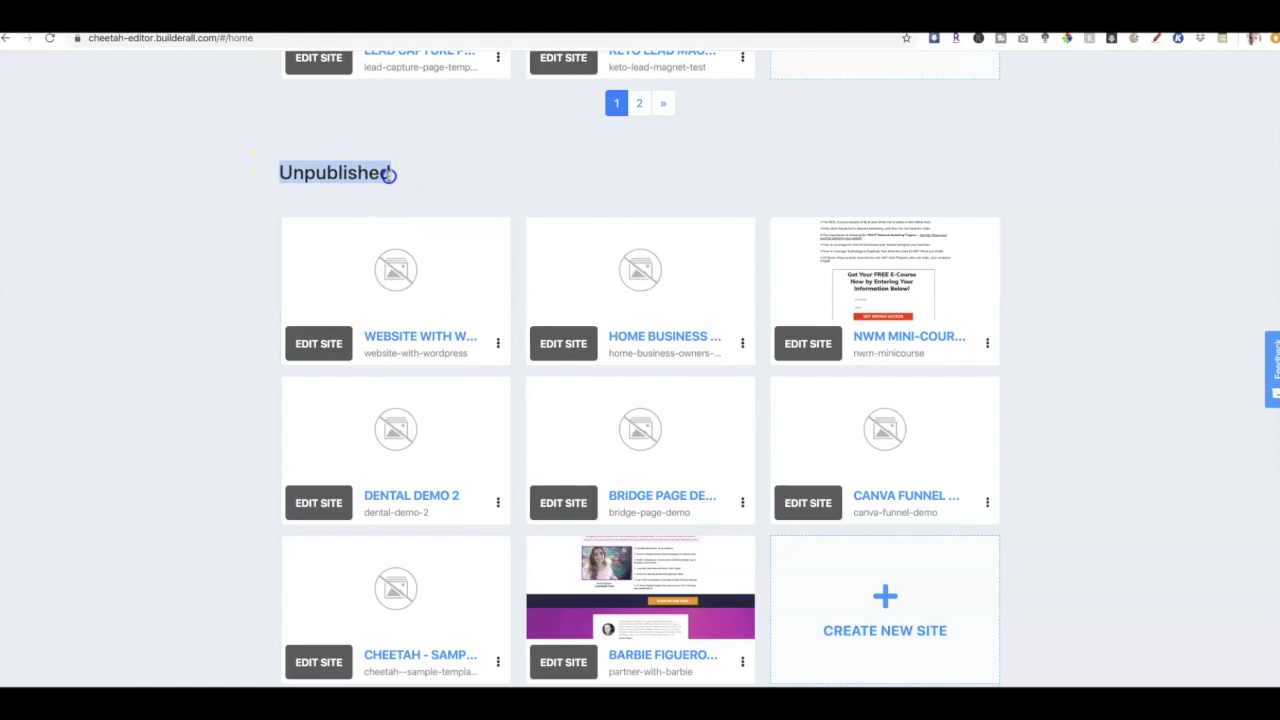 cheetah-editor.builderall.com/#/home
EDIT SITE
lead-capture-page-temp...
EDIT SITE
keto-lead-magnet-test
1 2 »
Unpublished
Get Your FREE E-Course
Now by Entering Your
Information Below!
GET INSTANT ACCESS
EDIT SITE
WEBSITE WITH W...
website-with-wordpress
EDIT SITE
HOME BUSINESS ...
home-business-owners-...
EDIT SITE
NWM MINI-COUR...
nwm-minicourse
EDIT SITE
DENTAL DEMO 2
dental-demo-2
EDIT SITE
BRIDGE PAGE DE...
bridge-page-demo
EDIT SITE
CANVA FUNNEL ...
canva-funnel-demo
EDIT SITE
CHEETAH - SAMP...
cheetah--sample-templa...
EDIT SITE
BARBIE FIGUERO...
partner-with-barbie
CREATE NEW SITE
Feedback